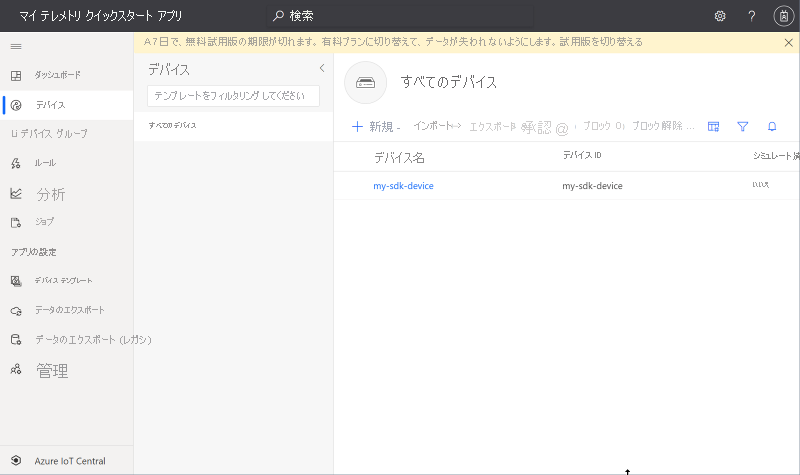 マイ テレメトリ クイックスタート アプリ
検索
?
A 7 日で、無料試用版の期限が切れます。有料プランに切り替えて、データが失われないようにします。試用版を切り替える
ダッシュボード
デバイス
Li デバイス グループ
ルール
分析
ジョブ
アプリの設定
デバイス テンプレート
データのエクスポート
データのエクスポート (レガシ)
管理
Azure IoT Central
デバイス
テンプレートをフィルタリング してください
すべてのデバイス
すべてのデバイス
+ 新規 - インポート エクスポート 承認 @ ブロック ブロック解除 ...
デバイス名 デバイス ID シミュレート済
my-sdk-device my-sdk-device